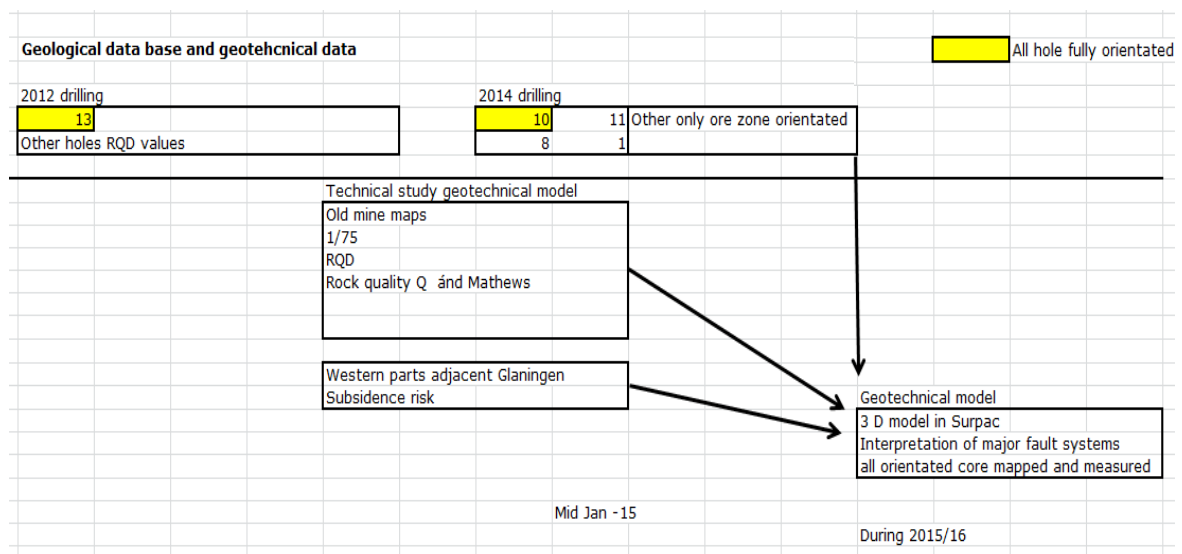 Geological data base and geotehcnical data
All hole fully orientated
2012 drilling
2014 drilling
13
10 11 Other only ore zone orientated
Other holes RQD values
8 1
Technical study geotechnical model
Old mine maps
1/75
RQD
Rock quality Q ánd Mathews
Western parts adjacent Glaningen
Subsidence risk
Geotechnical model
3 D model in Surpac
Interpretation of major fault systems
all orientated core mapped and measured
Mid Jan -15
During 2015/16